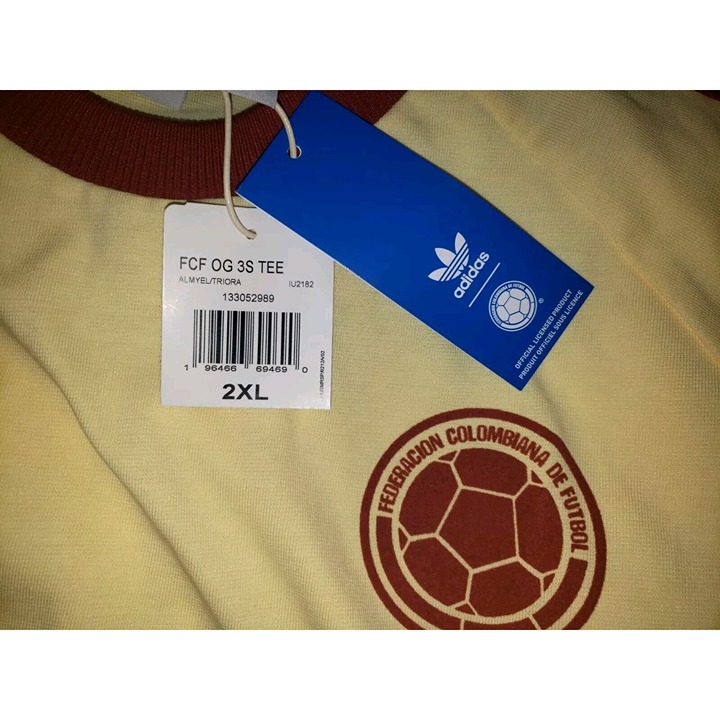 FCF OG 3S TEE
ALMYEL/TRIORA IU2182
133052989
1 96466 69469 0
2XL
adidas
®
OFFICIAL LICENSED PRODUCT
PRODUIT OFFICIEL SOUS LICENCE
FEDERACION COLOMBIANA DE FUTBOL